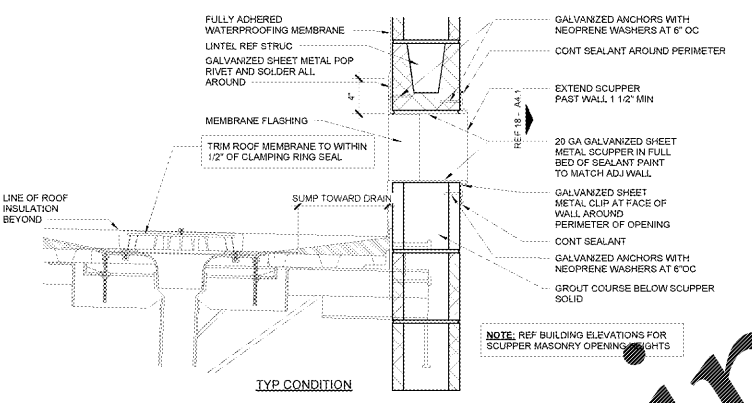 FULLY ADHERED
WATERPROOFING MEMBRANE
LINTEL REF STRUC
GALVANIZED SHEET METAL POP
RIVET AND SOLDER ALL
AROUND
4"
MEMBRANE FLASHING
TRIM ROOF MEMBRANE TO WITHIN
1/2" OF CLAMPING RING SEAL
LINE OF ROOF
INSULATION
BEYOND
SUMP TOWARD DRAIN
GALVANIZED ANCHORS WITH
NEOPRENE WASHERS AT 6" OC
CONT SEALANT AROUND PERIMETER
EXTEND SCUPPER
PAST WALL 1 1/2" MIN
REF 18 - A4.1
20 GA GALVANIZED SHEET
METAL SCUPPER IN FULL
BED OF SEALANT PAINT
TO MATCH ADJ WALL
GALVANIZED SHEET
METAL CLIP AT FACE OF
WALL AROUND
PERIMETER OF OPENING
CONT SEALANT
GALVANIZED ANCHORS WITH
NEOPRENE WASHERS AT 6"OC
GROUT COURSE BELOW SCUPPER
SOLID
NOTE: REF BUILDING ELEVATIONS FOR
SCUPPER MASONRY OPENING
TYP CONDITION